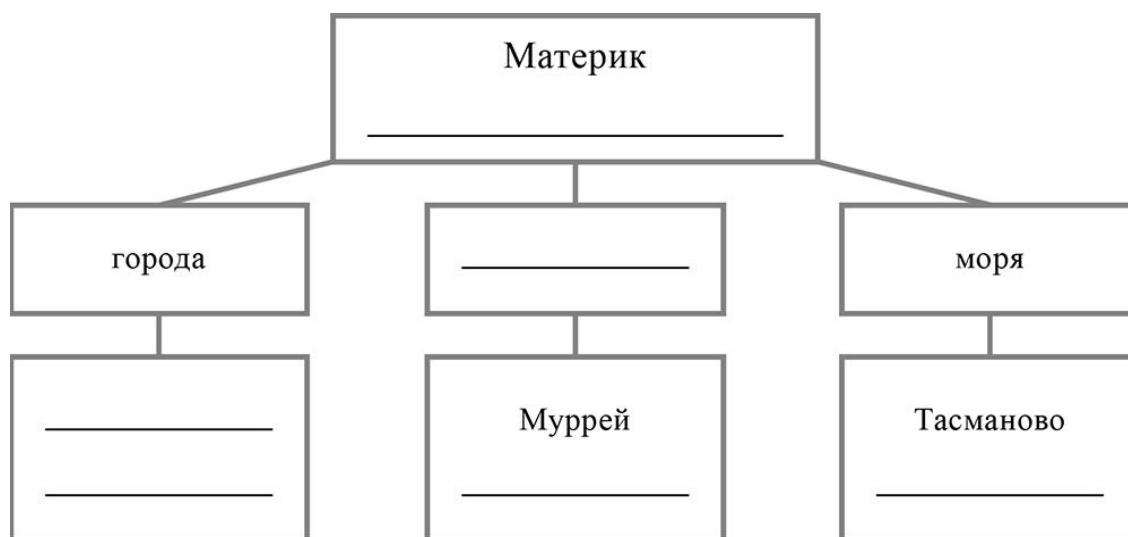 Материк
города
моря
Муррей
Тасманово